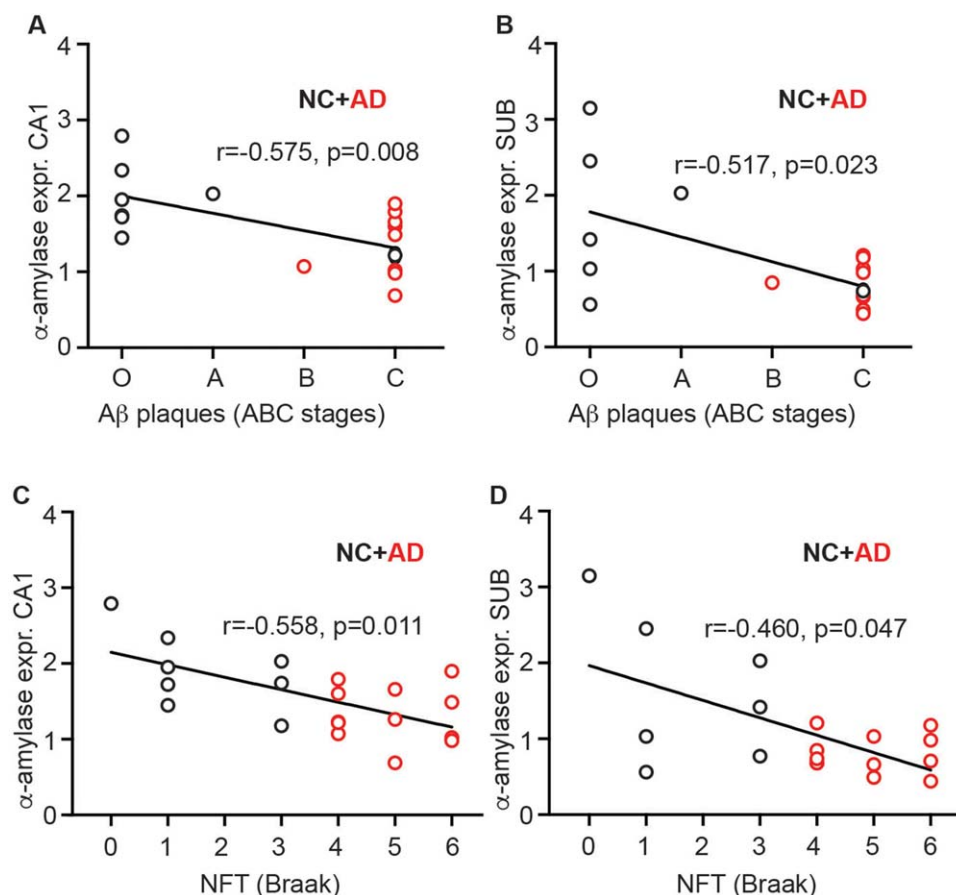 A
α-amylase expr. CA1
4
3
2
1
0
NC+AD
r=-0.575, p=0.008
O A B C
Aβ plaques (ABC stages)
B
α-amylase expr. SUB
4
3
2
1
0
NC+AD
r=-0.517, p=0.023
O A B C
Aβ plaques (ABC stages)
C
α-amylase expr. CA1
4
3
2
1
0
NC+AD
r=-0.558, p=0.011
0 1 2 3 4 5 6
NFT (Braak)
D
α-amylase expr. SUB
4
3
2
1
0
NC+AD
r=-0.460, p=0.047
0 1 2 3 4 5 6
NFT (Braak)